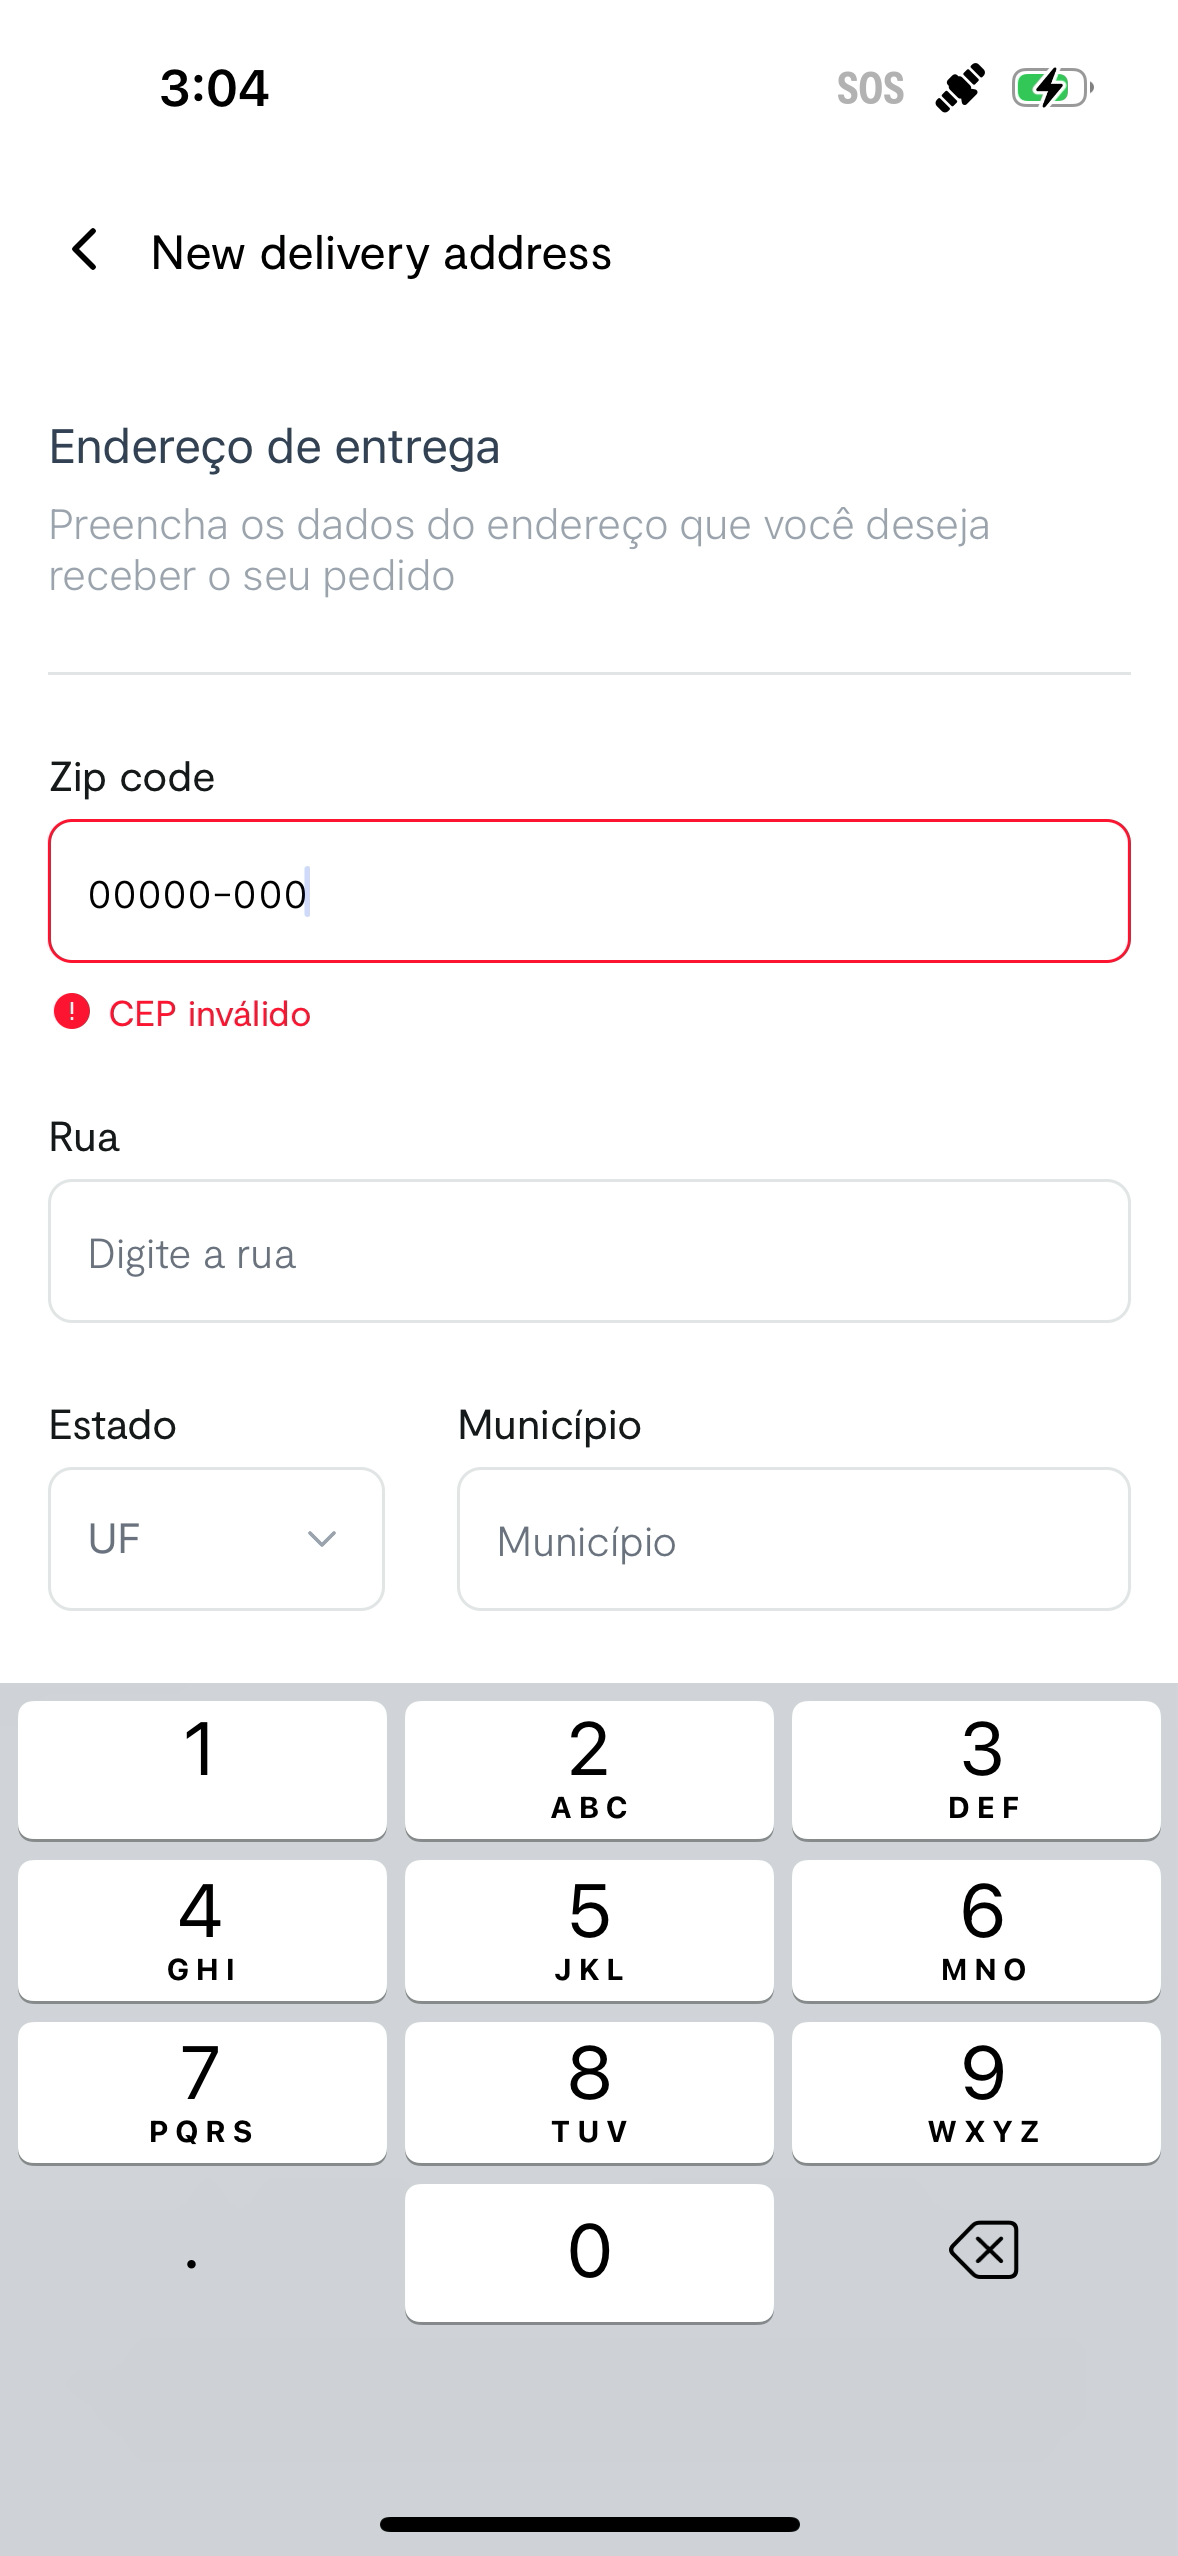 3:04
SOS
New delivery address
Endereço de entrega
Preencha os dados do endereço que você deseja
receber o seu pedido
Zip code
00000-000
! CEP inválido
Rua
Digite a rua
Estado
Município
UF
Município
1
2
3
ABC
DEF
4
5
6
GHI
JKL
MNO
7
8
9
PQRS
TUV
WXYZ
.
0